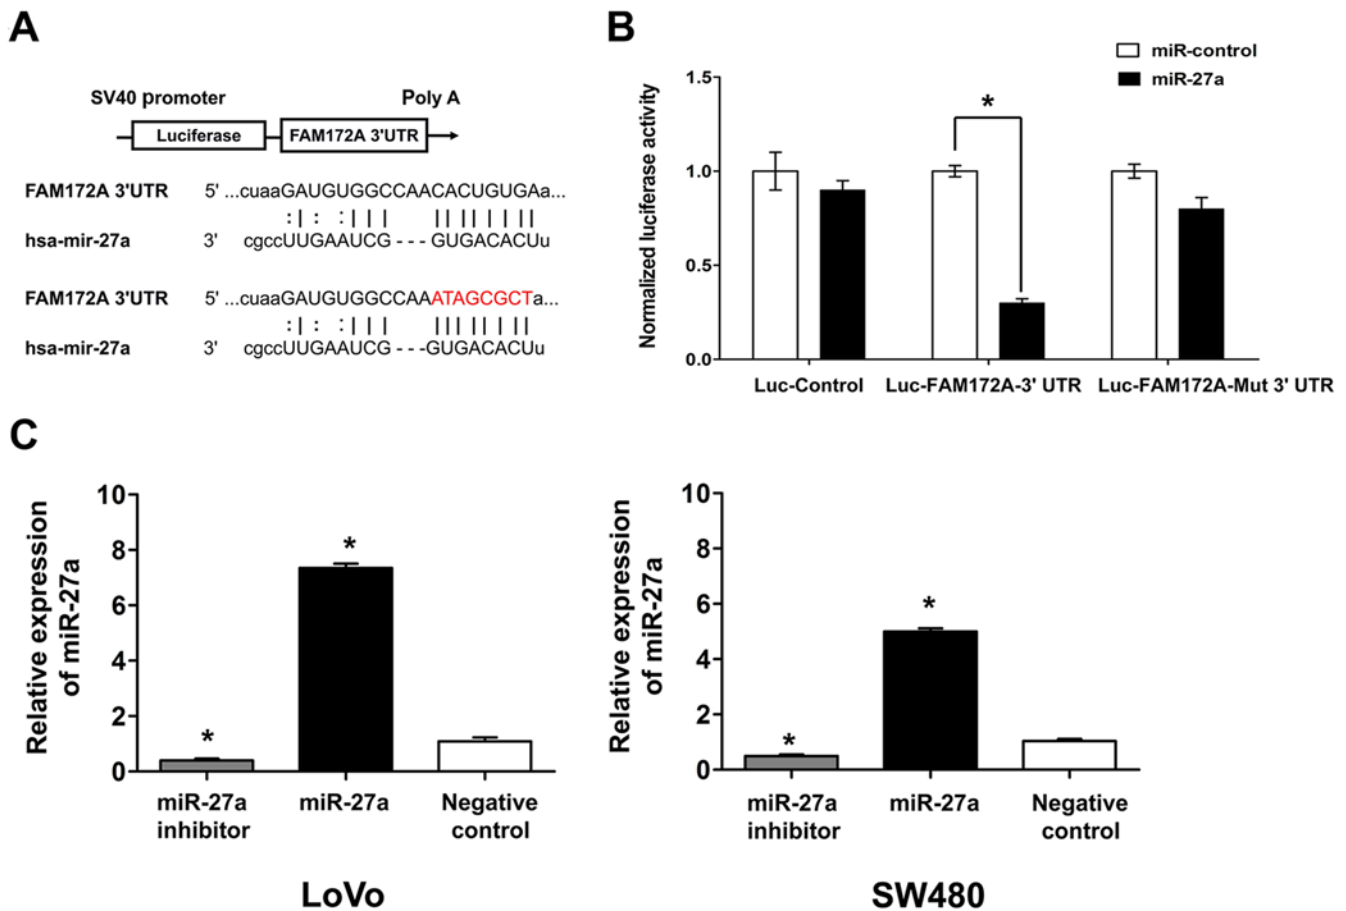 A
SV40 promoter Poly A
Luciferase FAM172A 3'UTR
FAM172A 3'UTR 5' ...cuaaGAUGUGGCCAACACUGUGAa...
hsa-mir-27a 3' cgccUUGAAUCG - - - GUGACACUu
FAM172A 3'UTR 5' ...cuaaGAUGUGGCCAAATAGCGCTa...
hsa-mir-27a 3' cgccUUGAAUCG - - -GUGACACUu
B
miR-control
miR-27a
*
Normalized luciferase activity
1.5
1.0
0.5
0.0
Luc-Control Luc-FAM172A-3' UTR Luc-FAM172A-Mut 3' UTR
C
Relative expression
of miR-27a
10
8
6
4
2
0
*
*
miR-27a
inhibitor
miR-27a
Negative
control
LoVo
Relative expression
of miR-27a
10
8
6
4
2
0
*
*
miR-27a
inhibitor
miR-27a
Negative
control
SW480